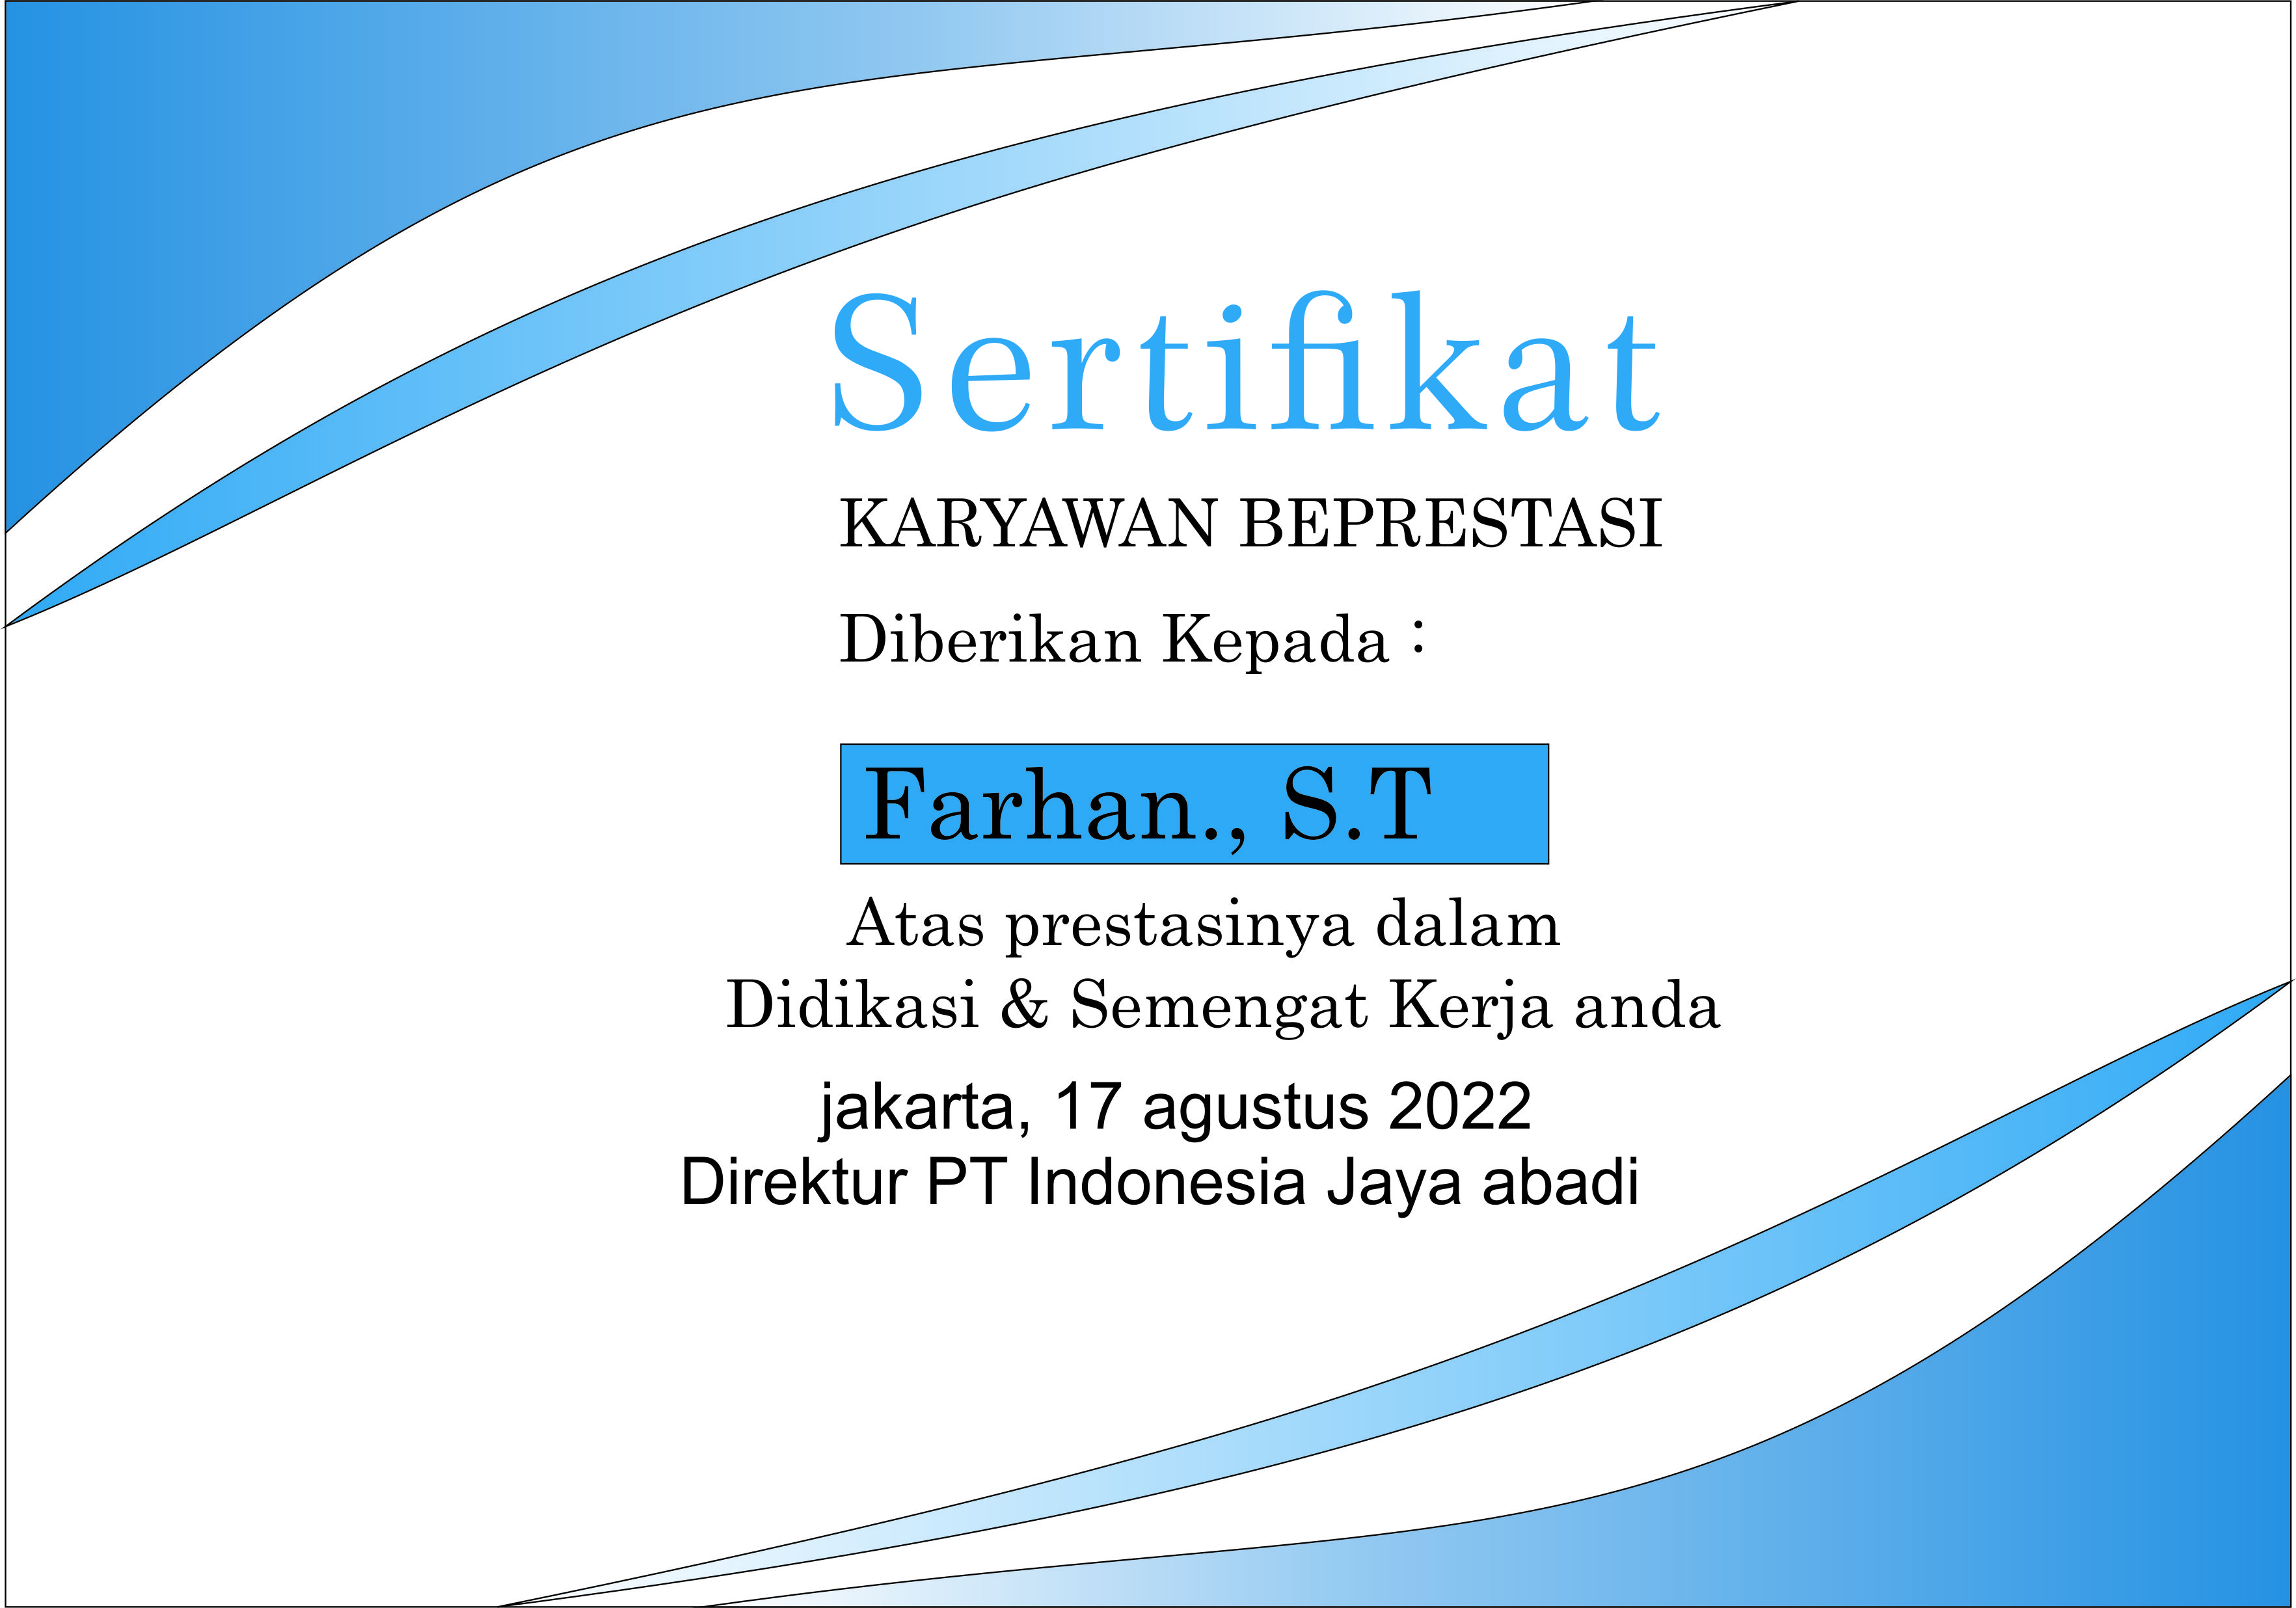 Sertifikat
KARYAWAN BEPRESTASI
Diberikan Kepada :
Farhan., S.T
Atas prestasinya dalam
Didikasi & Semengat Kerja anda
jakarta, 17 agustus 2022
Direktur PT Indonesia Jaya abadi